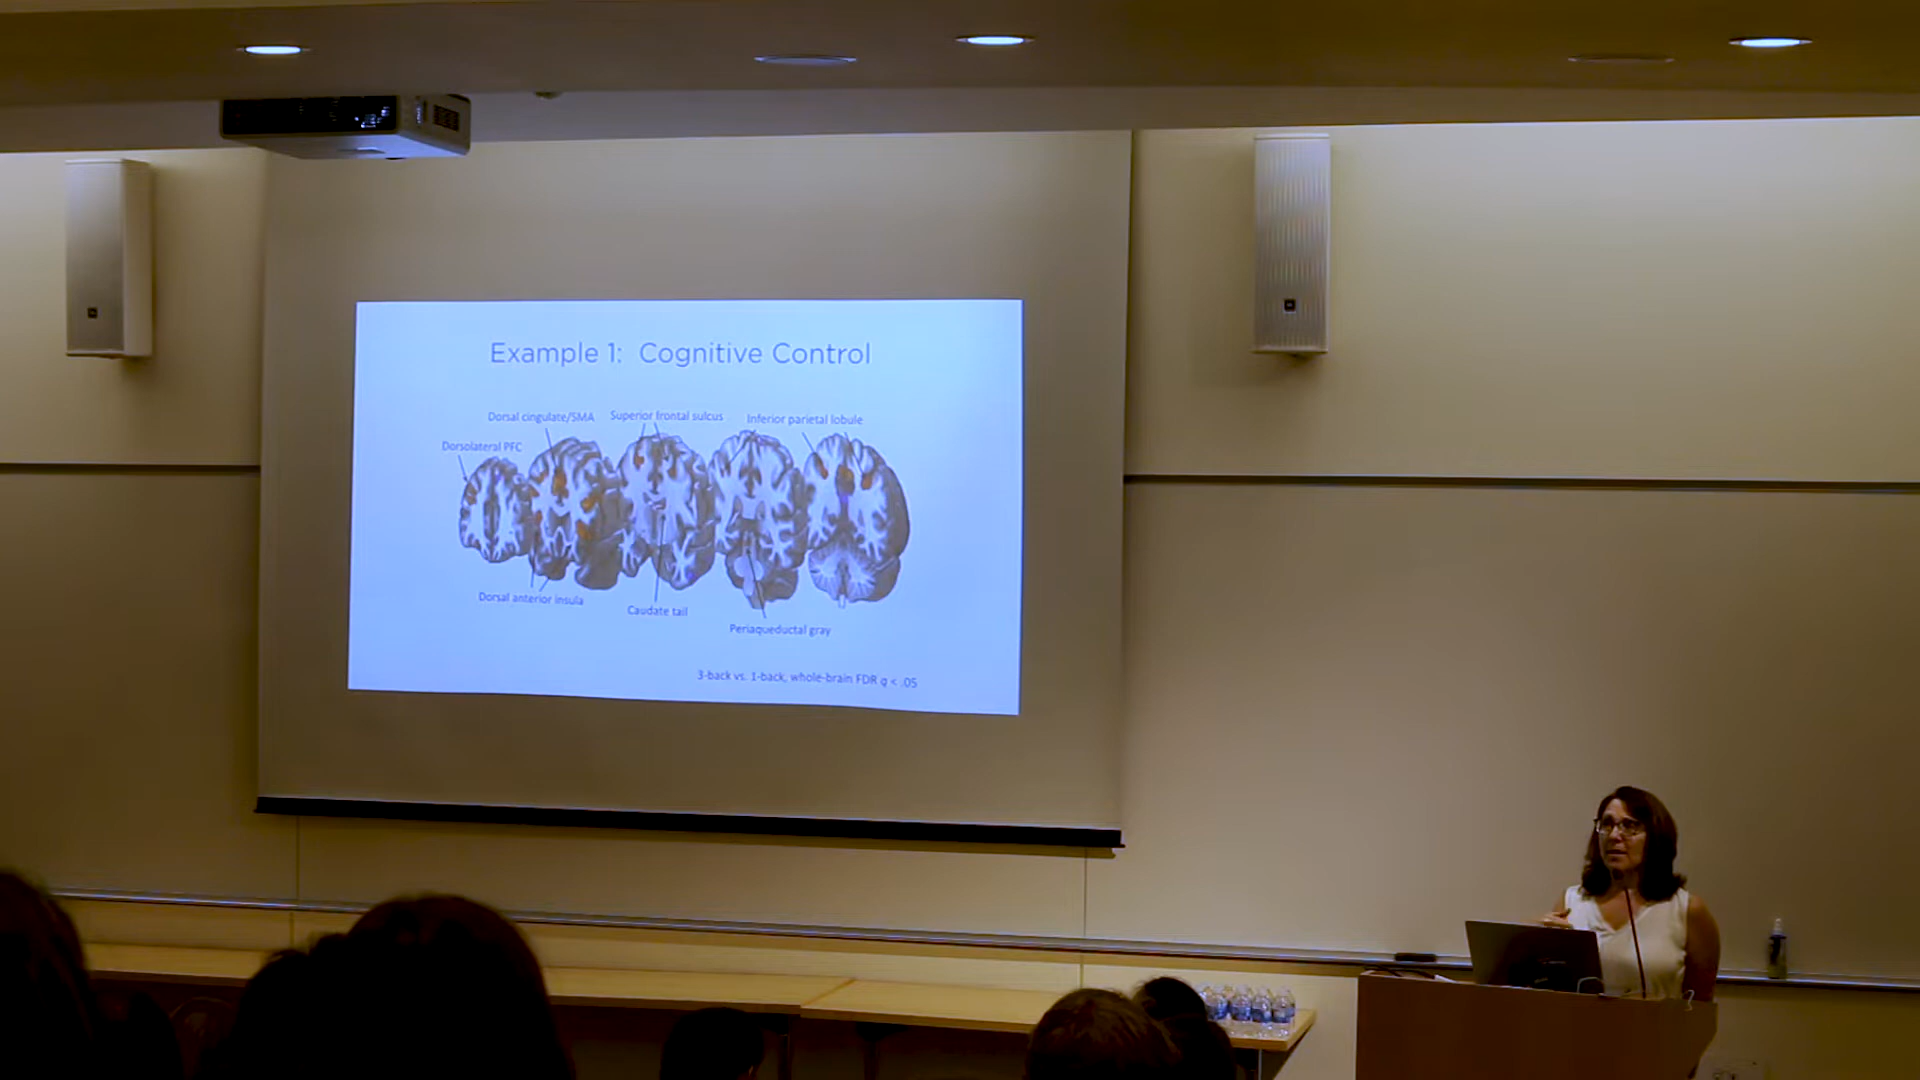 Example 1: Cognitive Control
Dorsal cingulate/SMA
Superior frontal sulcus
Inferior parietal lobule
Dorsolateral PFC
Dorsal anterior insula
Caudate tail
Periaqueductal gray
3-back vs. 1-back, whole-brain FDR q < .05